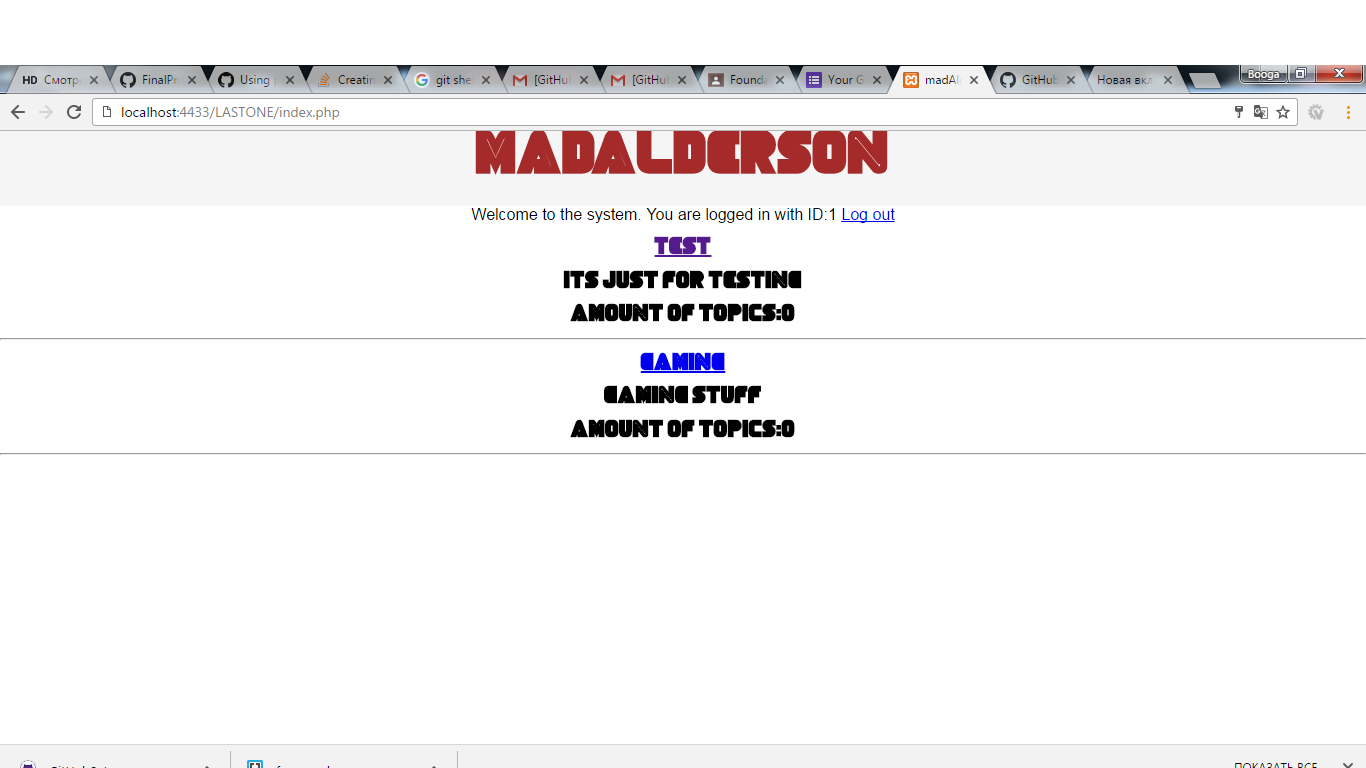 HD Смотр FinalPr Using Creatin git she [GitHu [GitHu Founda Your G madAl GitHub Новая вкл Booga
localhost:4433/LASTONE/index.php
MADALDERSON
Welcome to the system. You are logged in with ID:1 Log out
TEST
ITS JUST FOR TESTING
AMOUNT OF TOPICS:0
GAMING
GAMING STUFF
AMOUNT OF TOPICS:0
ПОКАЗАТЬ ВСЕ